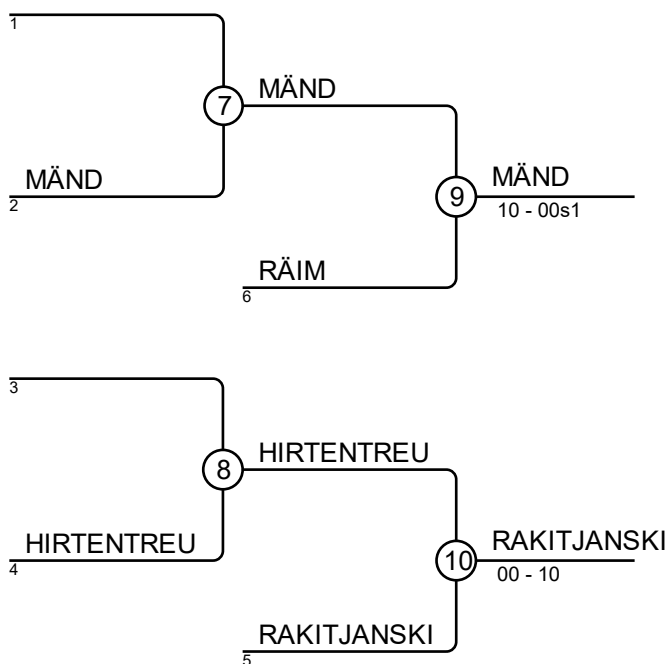 1
7
MÄND
MÄND
2
9
MÄND
10 - 00s1
RÄIM
6
3
8
HIRTENTREU
HIRTENTREU
4
10
RAKITJANSKI
00 - 10
RAKITJANSKI
5